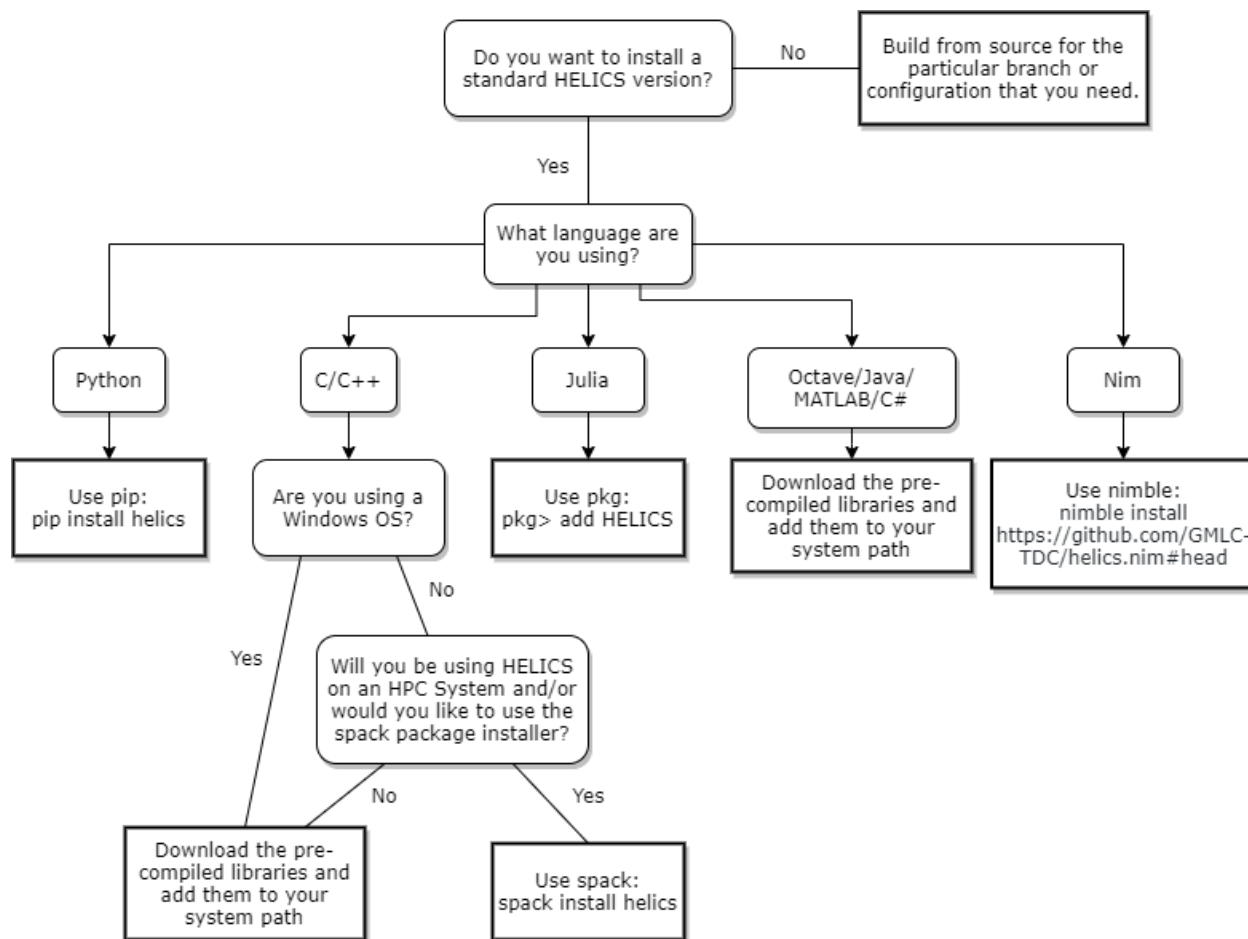 Do you want to install a
standard HELICS version?
No
Build from source for the
particular branch or
configuration that you need.
Yes
What language are
you using?
Python
C/C++
Julia
Octave/Java/
MATLAB/C#
Nim
Use pip:
pip install helics
Are you using a
Windows OS?
Use pkg:
pkg> add HELICS
Download the pre-
compiled libraries and
add them to your
system path
Use nimble:
nimble install
https://github.com/GMLC-
TDC/helics.nim#head
No
Yes
Will you be using HELICS
on an HPC System and/or
would you like to use the
spack package installer?
No
Yes
Download the pre-
compiled libraries and
add them to your
system path
Use spack:
spack install helics